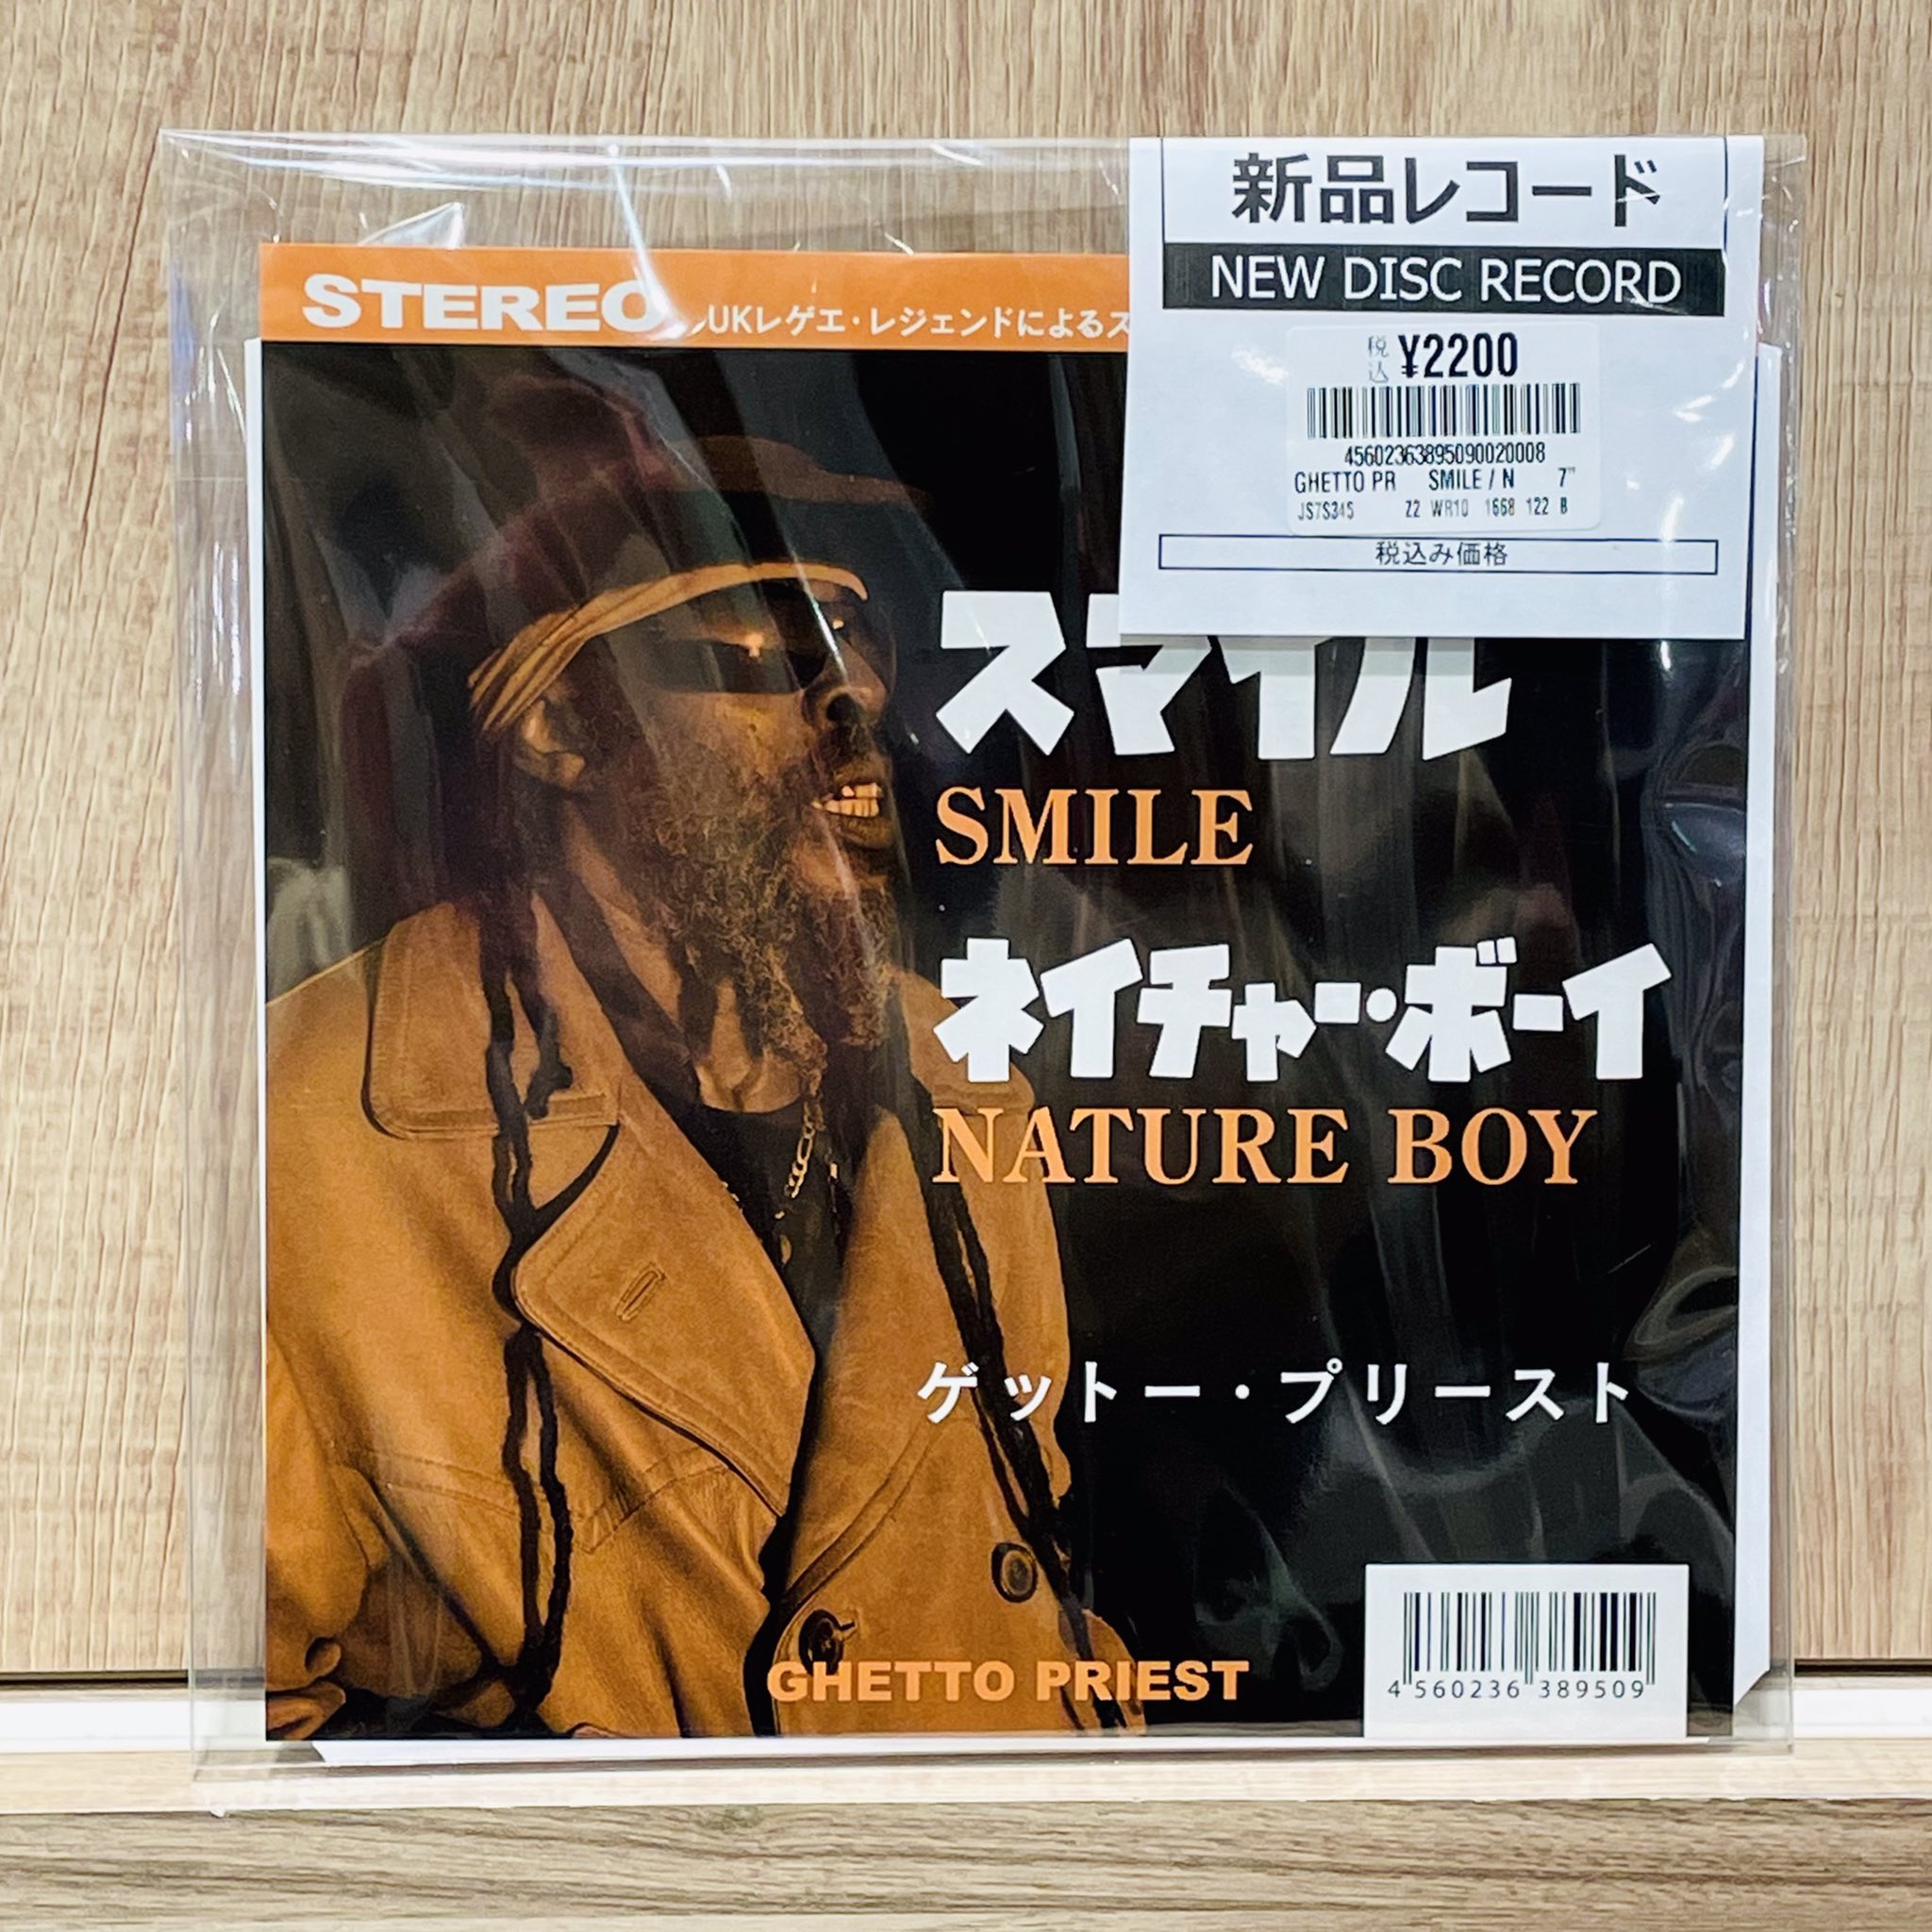 新品レコード
NEW DISC RECORD
税込 ¥2200
45602363895090020008
GHETTO PR SMILE / N 7"
JS7S345 Z2 WR10 1668 122 B
税込み価格
STEREO UKレゲエ・レジェンドによるス
スマイル
SMILE
ネイチャー・ボーイ
NATURE BOY
ゲットー・プリースト
GHETTO PRIEST
4 560236 389509